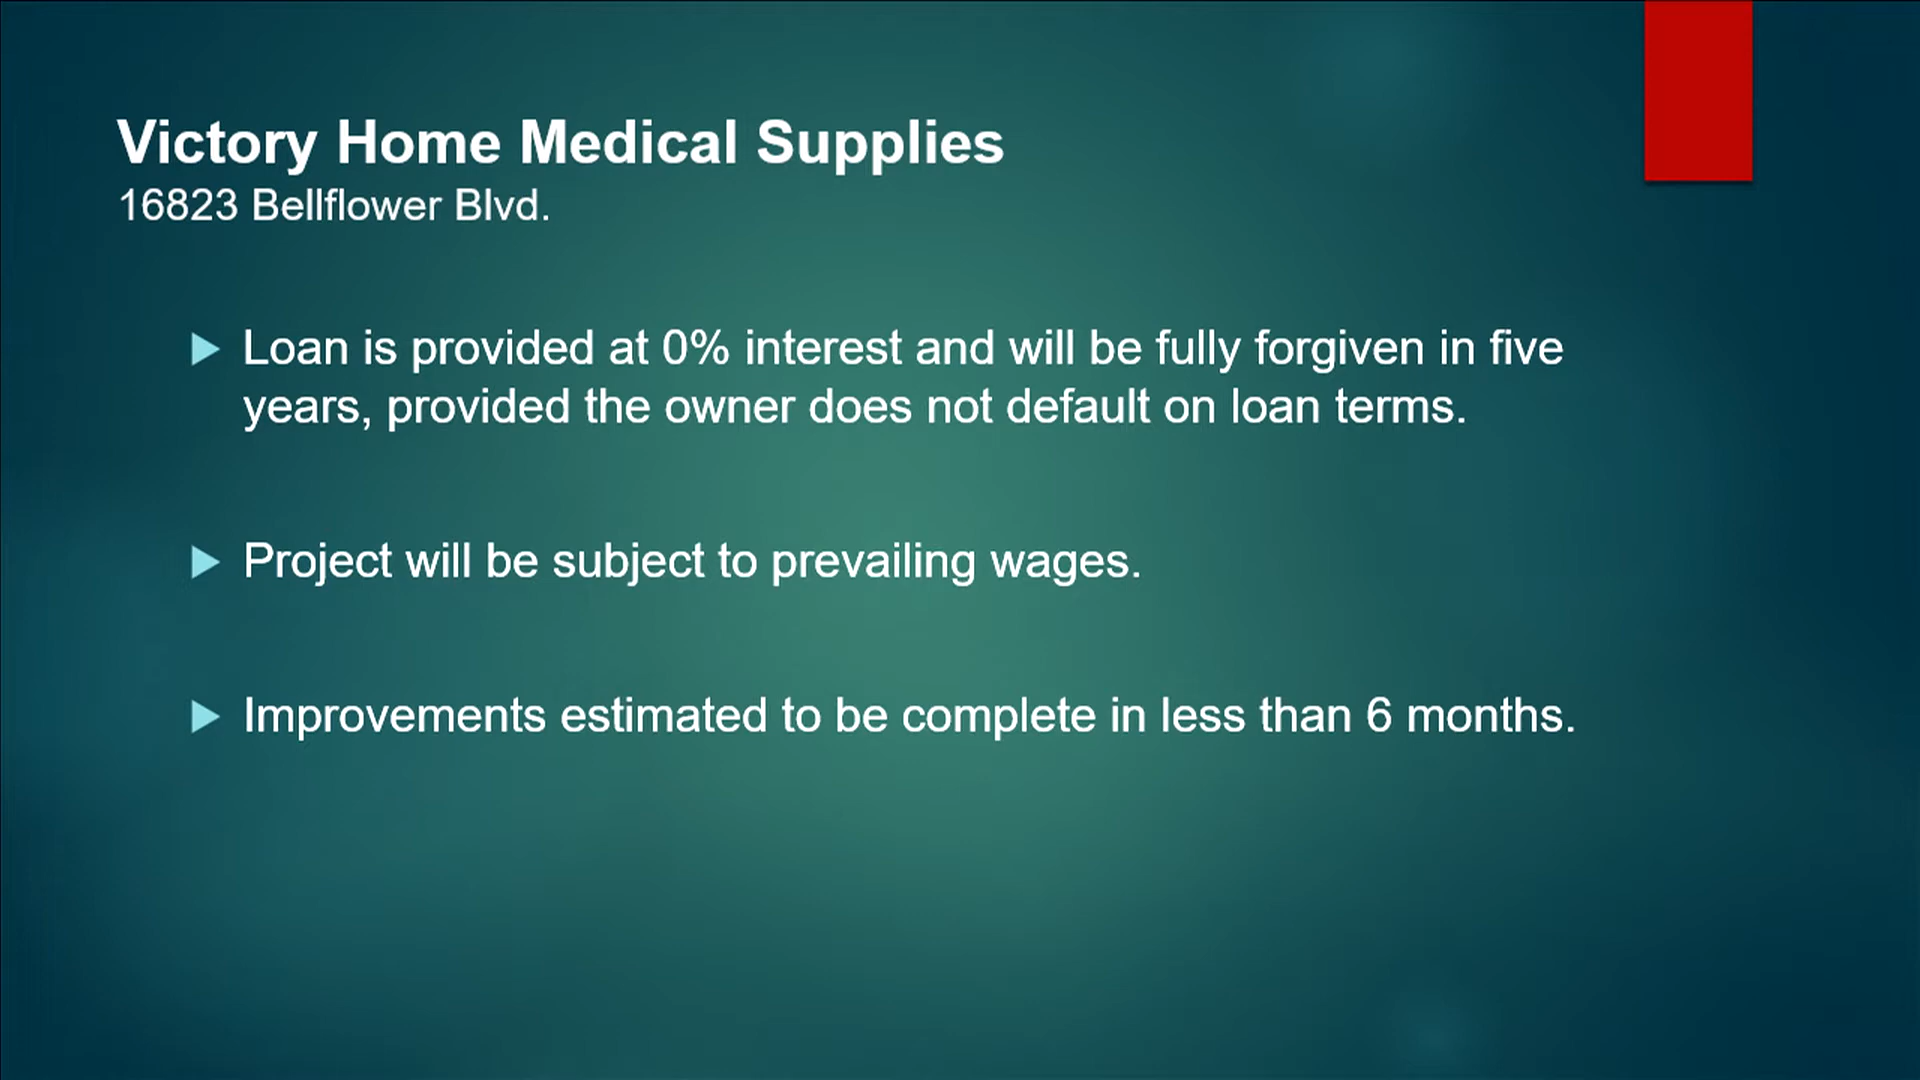 Victory Home Medical Supplies
16823 Bellflower Blvd.
Loan is provided at 0% interest and will be fully forgiven in five
years, provided the owner does not default on loan terms.
Project will be subject to prevailing wages.
Improvements estimated to be complete in less than 6 months.